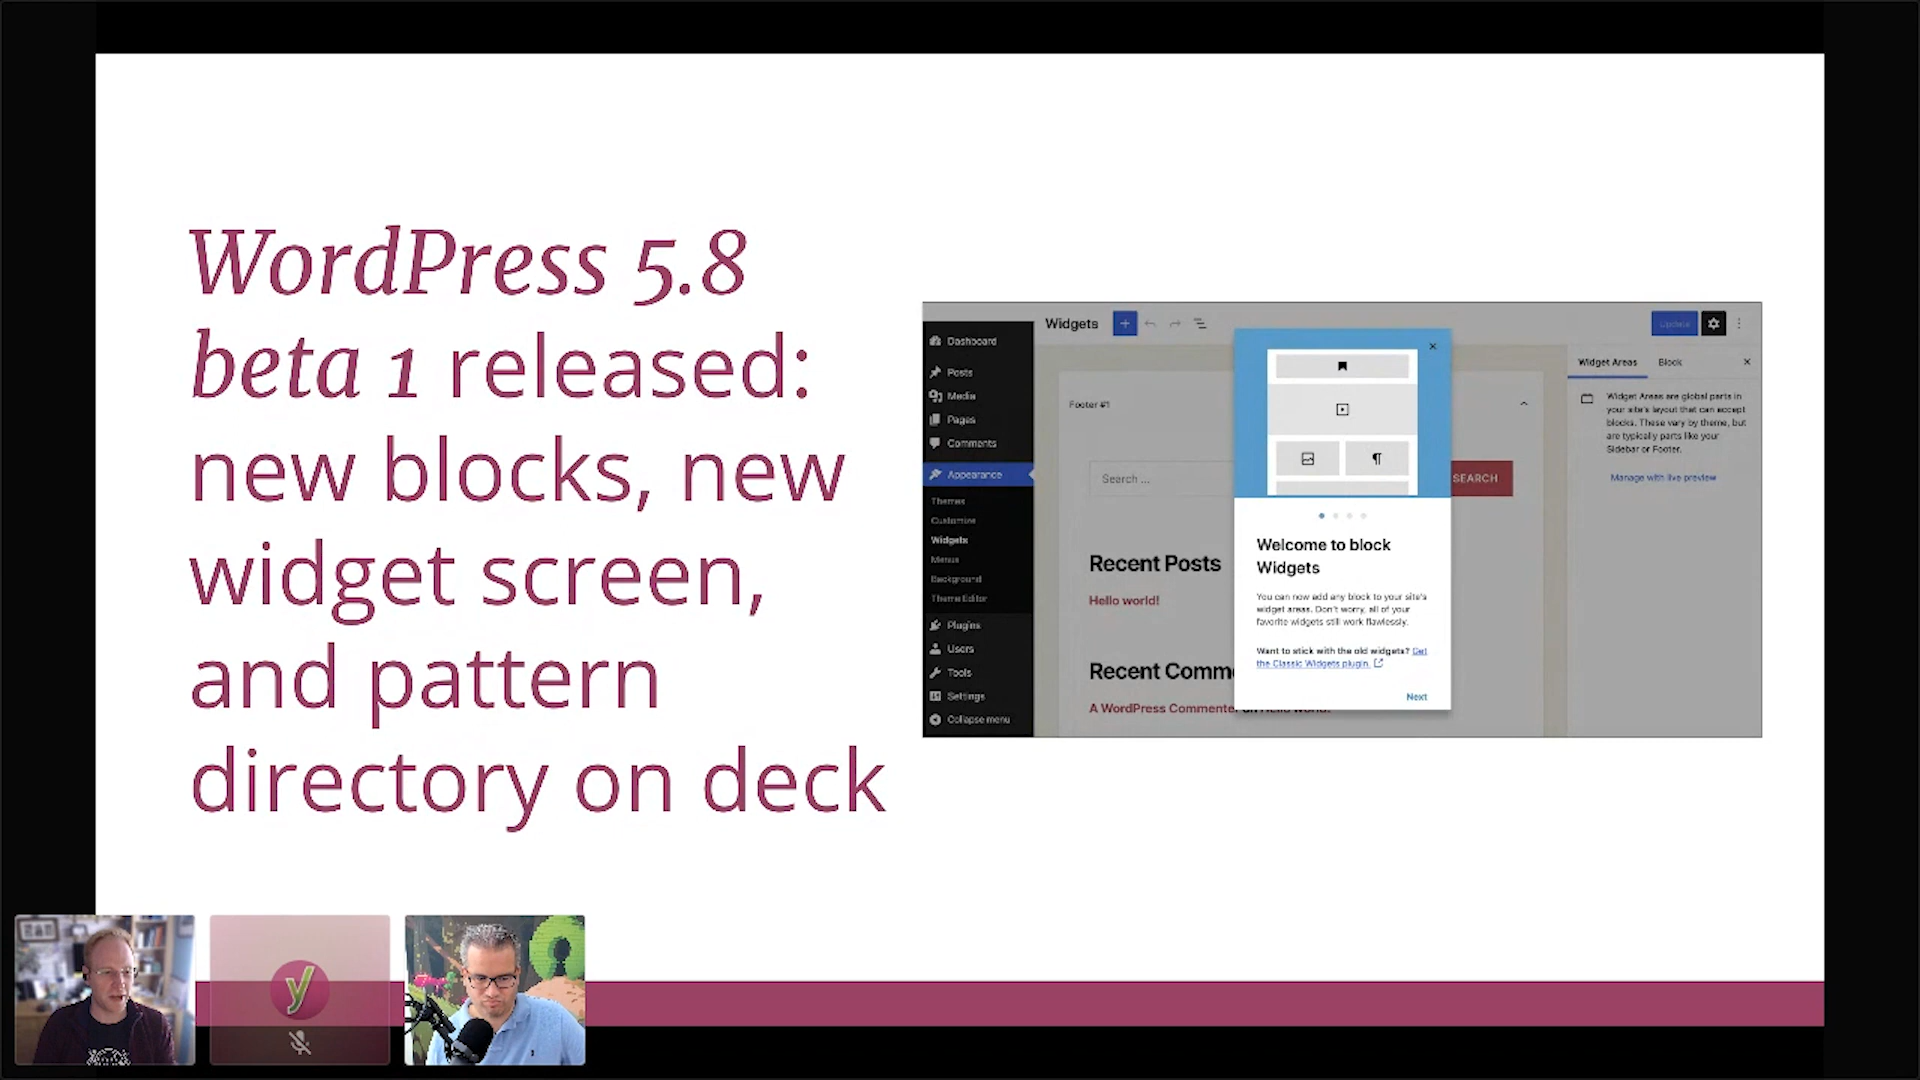 WordPress 5.8
beta 1 released:
new blocks, new
widget screen,
and pattern
directory on deck
Widgets
Update
Dashboard
Posts
Media
Pages
Comments
Appearance
Themes
Customize
Widgets
Menus
Background
Theme Editor
Plugins
Users
Tools
Settings
Collapse menu
Footer #1
Search ...
SEARCH
Recent Posts
Hello world!
Recent Comm
A WordPress Commenter on Hello world!
Welcome to block
Widgets
You can now add any block to your site's
widget areas. Don't worry, all of your
favorite widgets still work flawlessly.
Want to stick with the old widgets? Get
the Classic Widgets plugin.
Next
Widget Areas
Block
Widget Areas are global parts in
your site's layout that can accept
blocks. These vary by theme, but
are typically parts like your
Sidebar or Footer.
Manage with live preview
y